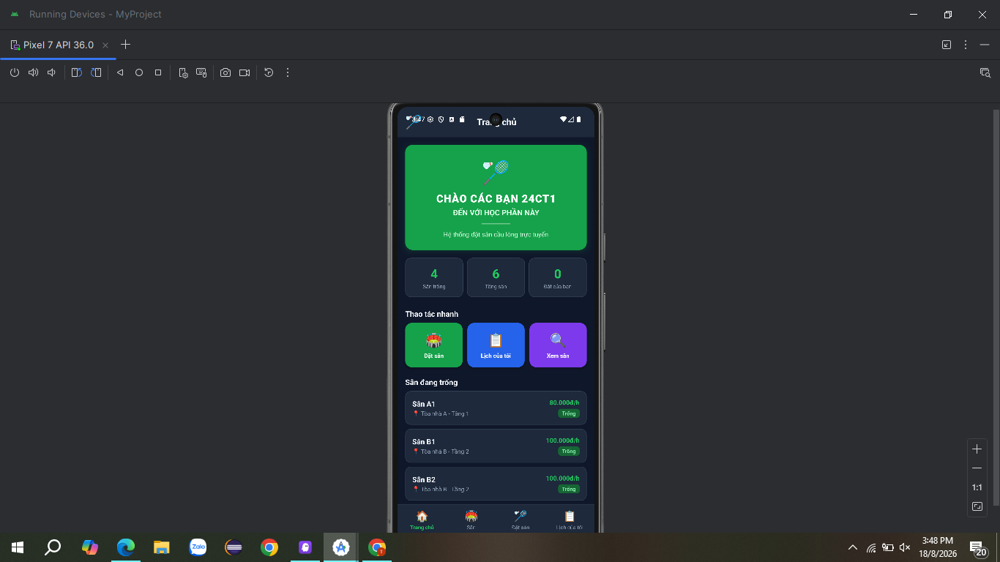 Running Devices - MyProject
Pixel 7 API 36.0
3:47
Trang chủ
CHÀO CÁC BẠN 24CT1
ĐẾN VỚI HỌC PHẦN NÀY
Hệ thống đặt sân cầu lông trực tuyến
4 6 0
Sân trống Tổng sân Đặt của bạn
Thao tác nhanh
Đặt sân Lịch của tôi Xem sân
Sân đang trống
Sân A1 80.000đ/h
Tòa nhà A - Tầng 1 Trống
Sân B1 100.000đ/h
Tòa nhà B - Tầng 2 Trống
Sân B2 100.000đ/h
Tòa nhà B - Tầng 2 Trống
Trang chủ Sân Đặt sân Lịch của tôi
1:1
Zalo
3:48 PM
18/8/2026
20